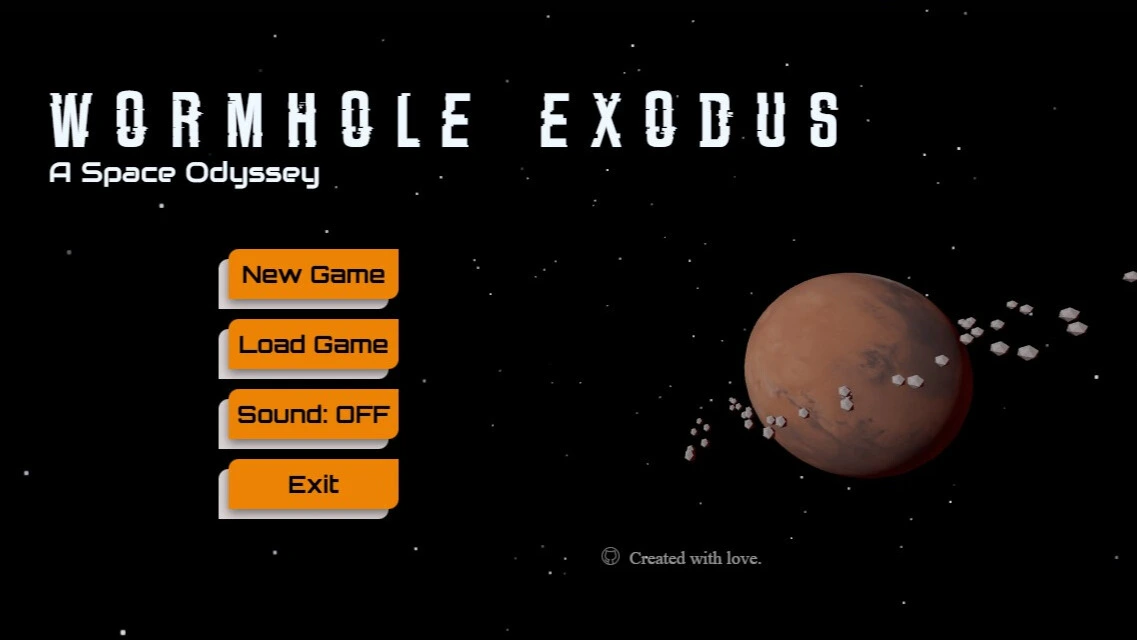 WORMHOLE EXODUS
A Space Odyssey
New Game
Load Game
Sound: OFF
Exit
Created with love.